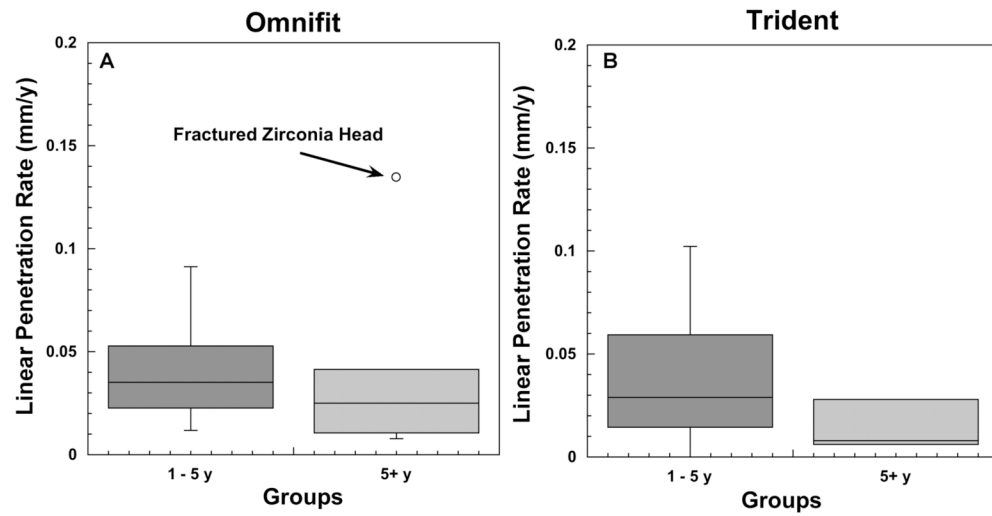 Omnifit
A
Linear Penetration Rate (mm/y)
0.2
0.15
0.1
0.05
0
Fractured Zirconia Head
1 - 5 y
5+ y
Groups
Trident
B
Linear Penetration Rate (mm/y)
0.2
0.15
0.1
0.05
0
1 - 5 y
5+ y
Groups